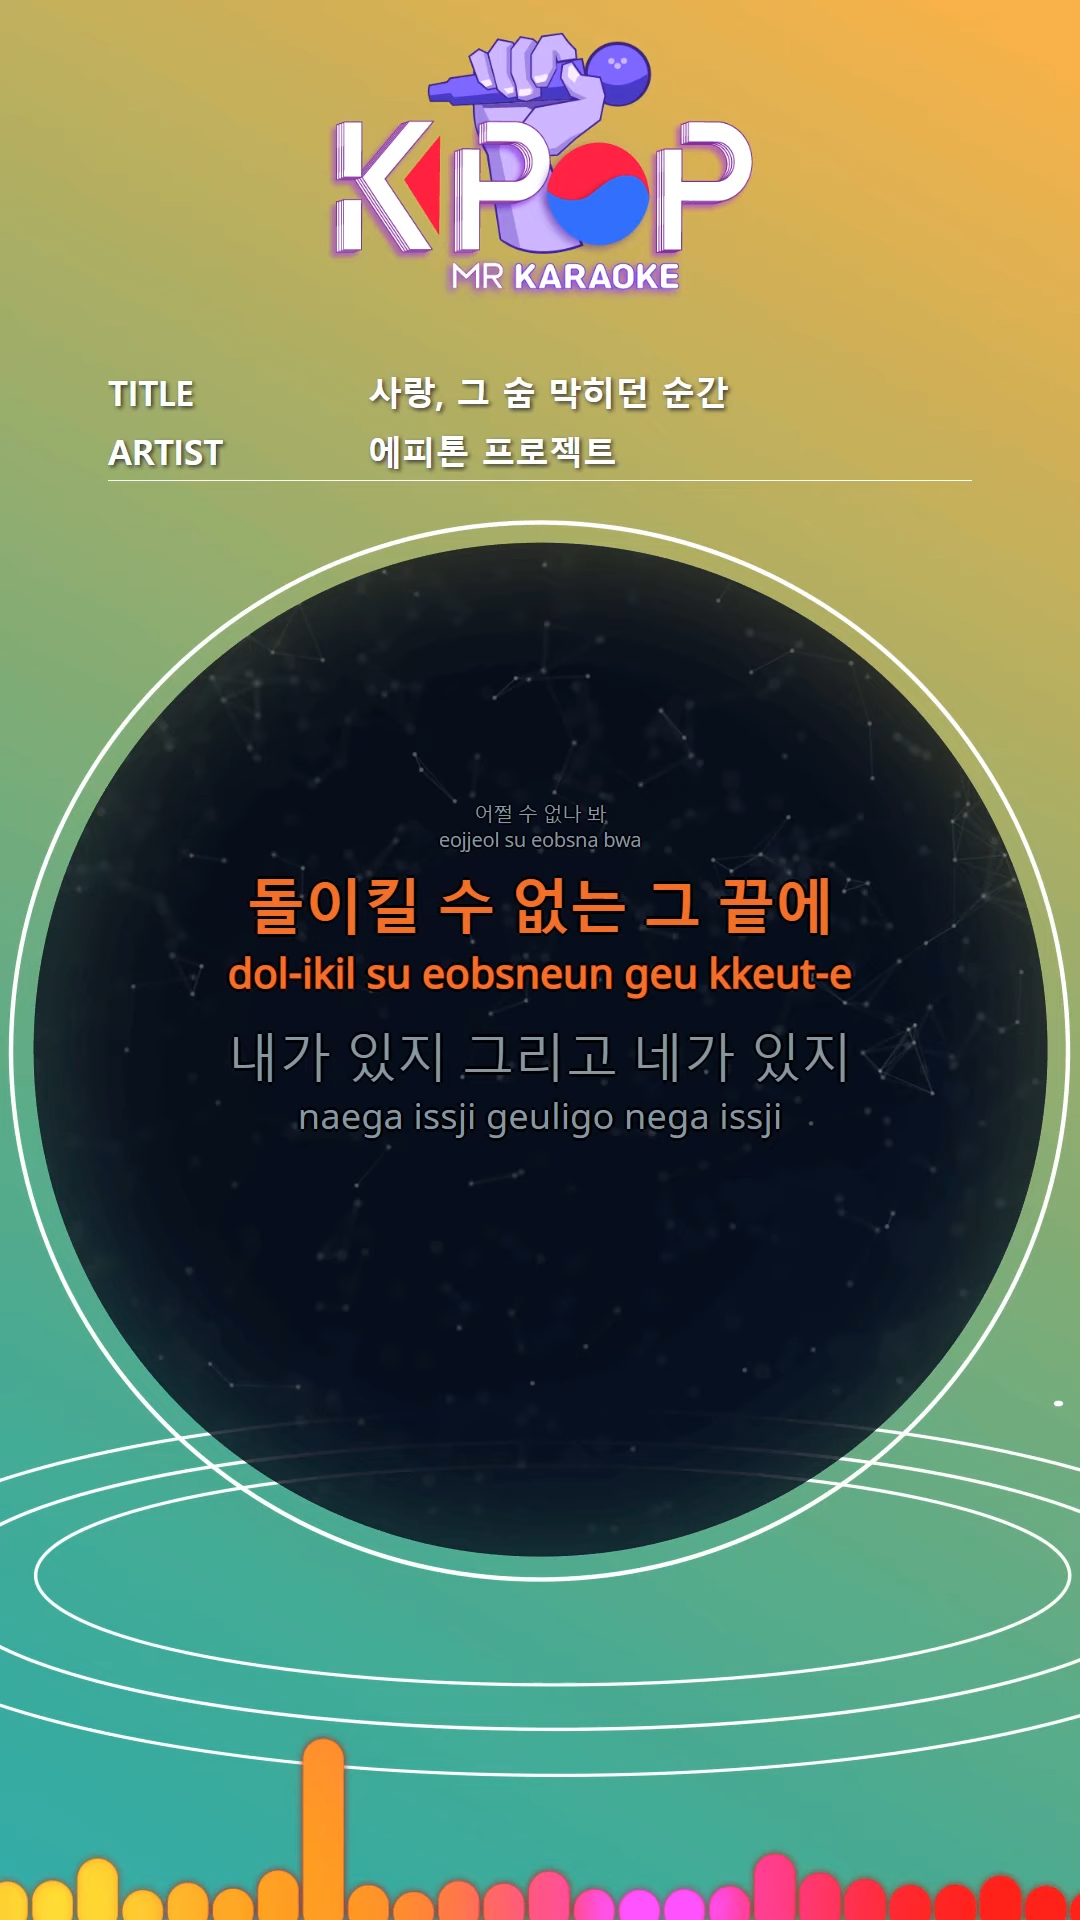 KPOP
MR KARAOKE
TITLE 사랑, 그 숨 막히던 순간
ARTIST 에피톤 프로젝트
어쩔 수 없나 봐
eojjeol su eobsna bwa
돌이킬 수 없는 그 끝에
dol-ikil su eobsneun geu kkeut-e
내가 있지 그리고 네가 있지
naega issji geuligo nega issji